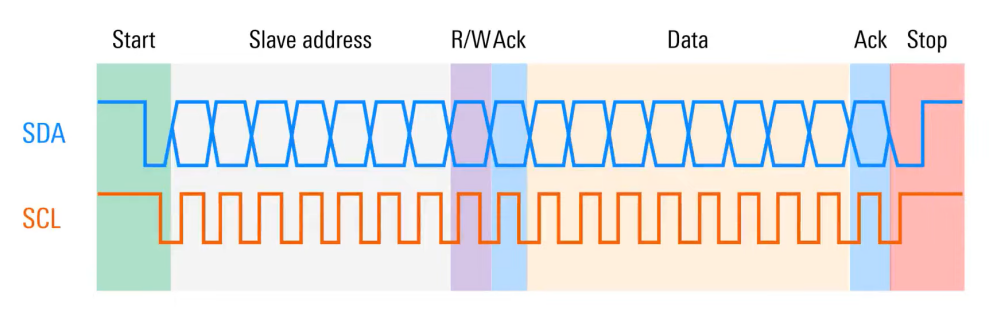 Start Slave address R/W Ack Data Ack Stop
SDA
SCL